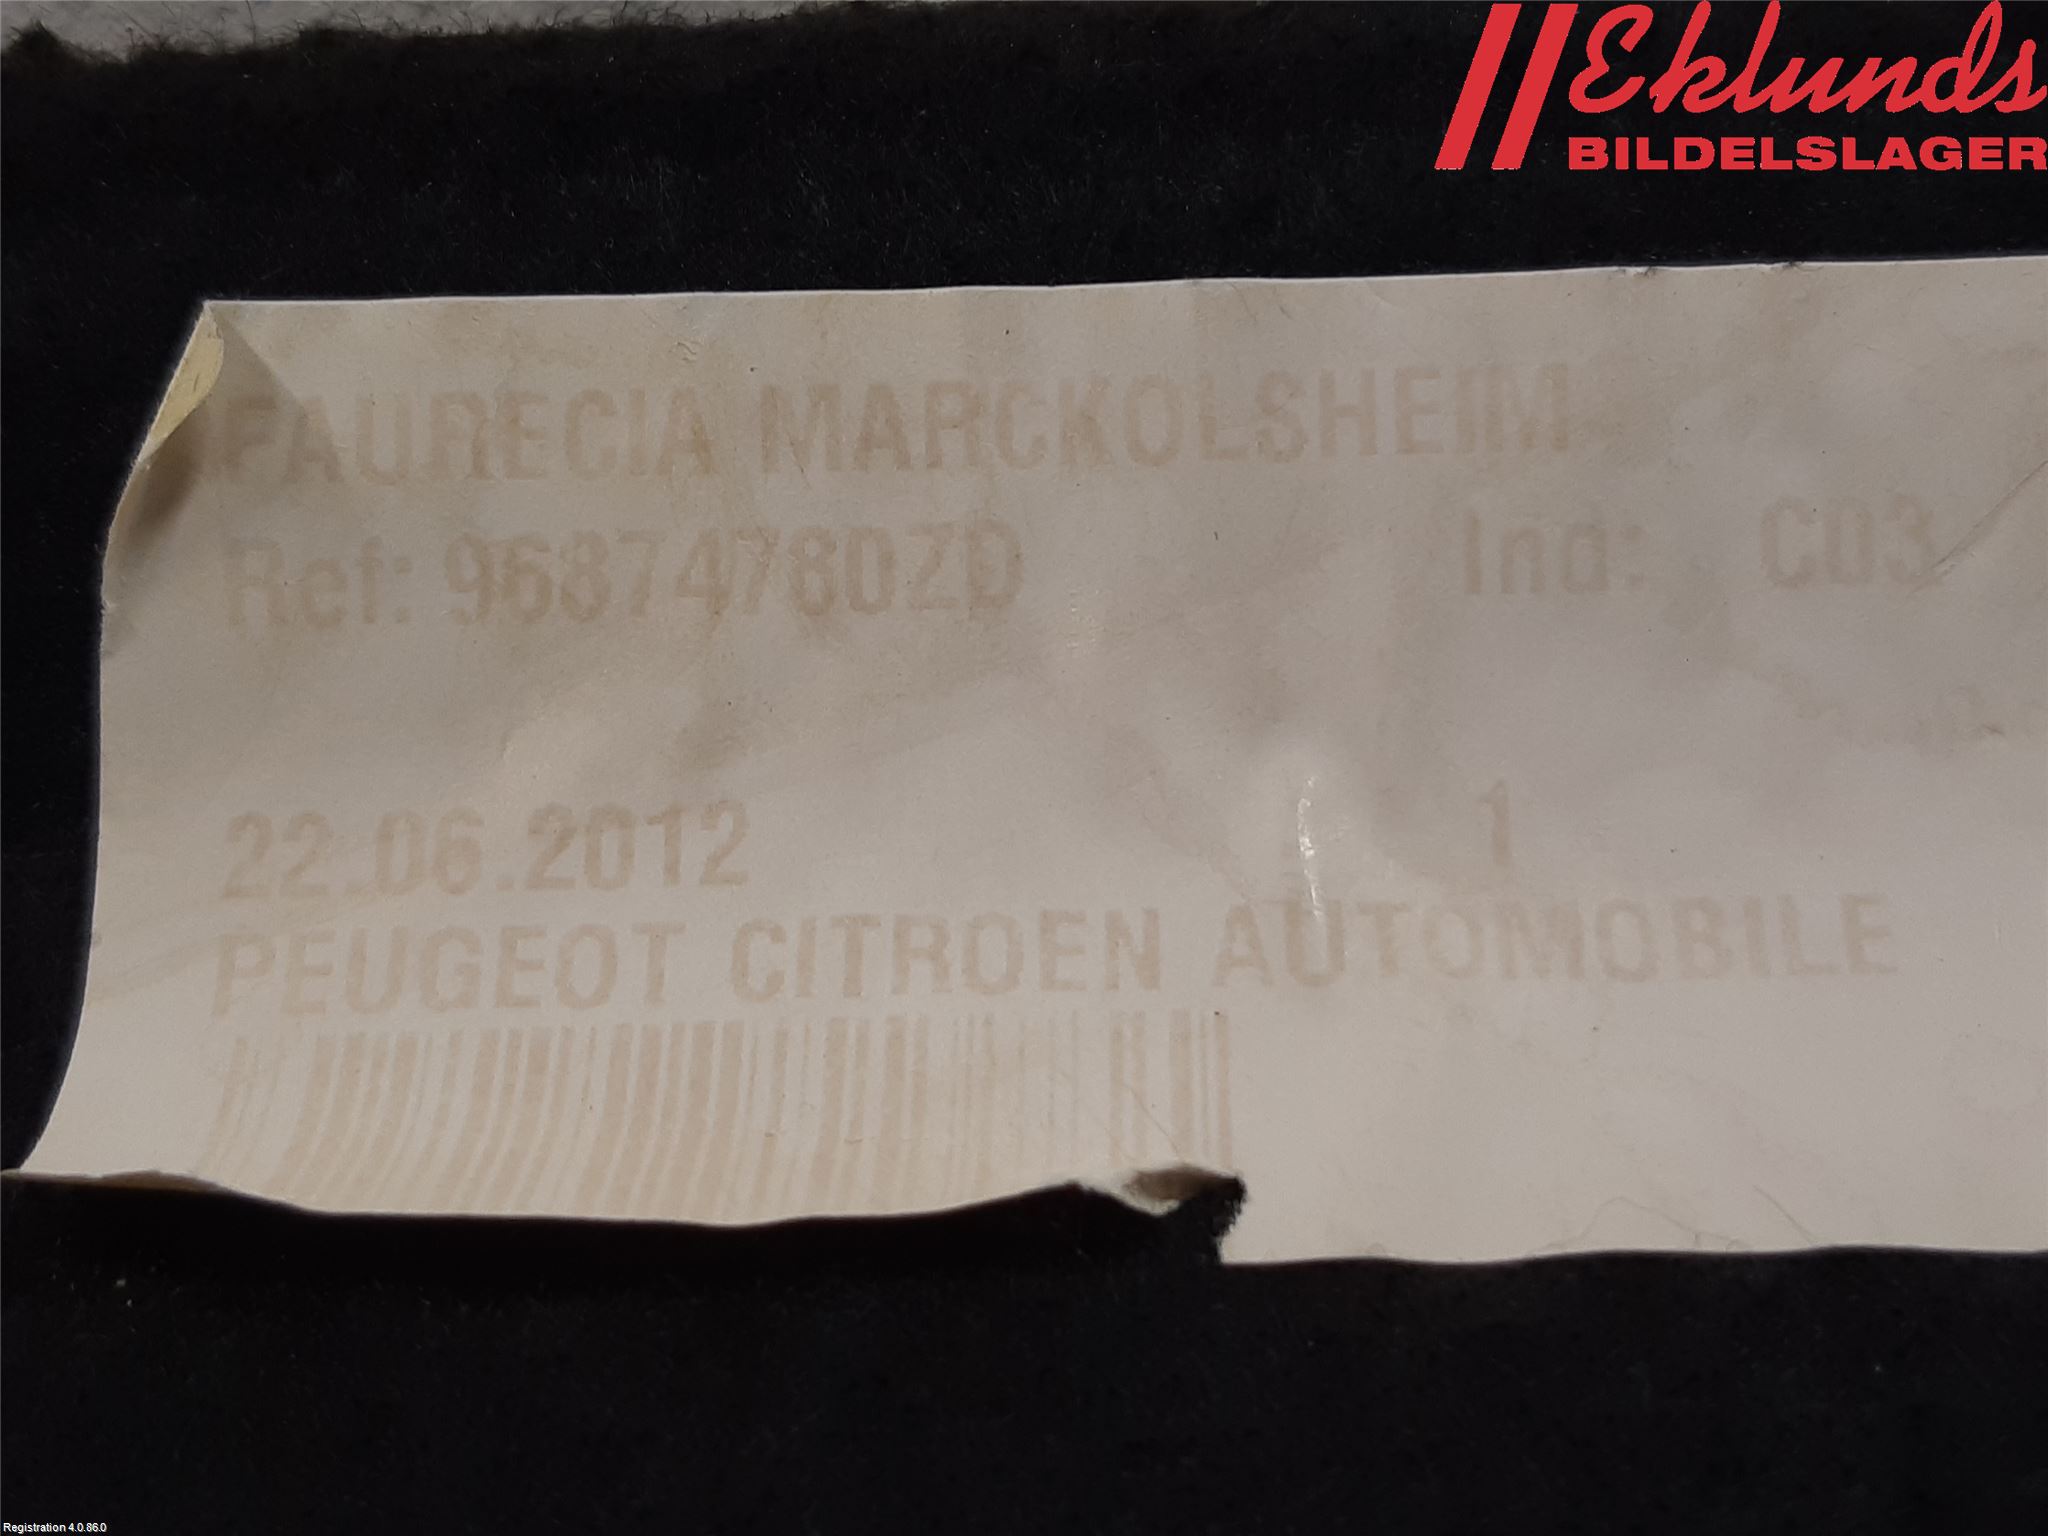 Eklunds
BILDELSLAGER
FAURECIA MARCKOLSHEIM
Ref: 96874780ZD Ind: C03
22.06.2012 1
PEUGEOT CITROEN AUTOMOBILE
Registration 4.0.86.0